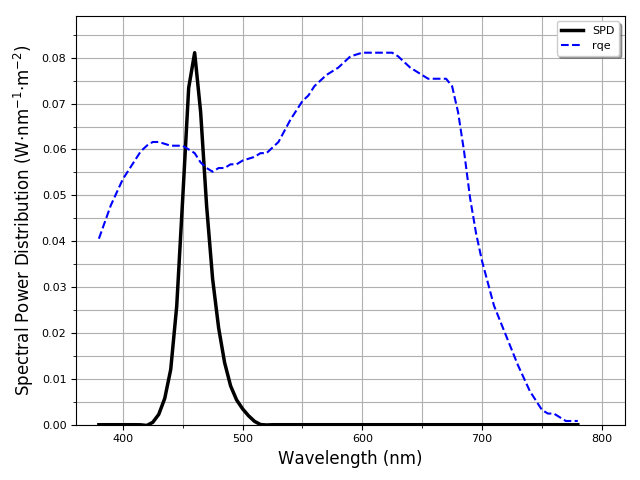 SPD
rqe
Spectral Power Distribution (W·nm⁻¹·m⁻²)
0.08
0.07
0.06
0.05
0.04
0.03
0.02
0.01
0.00
400 500 600 700 800
Wavelength (nm)